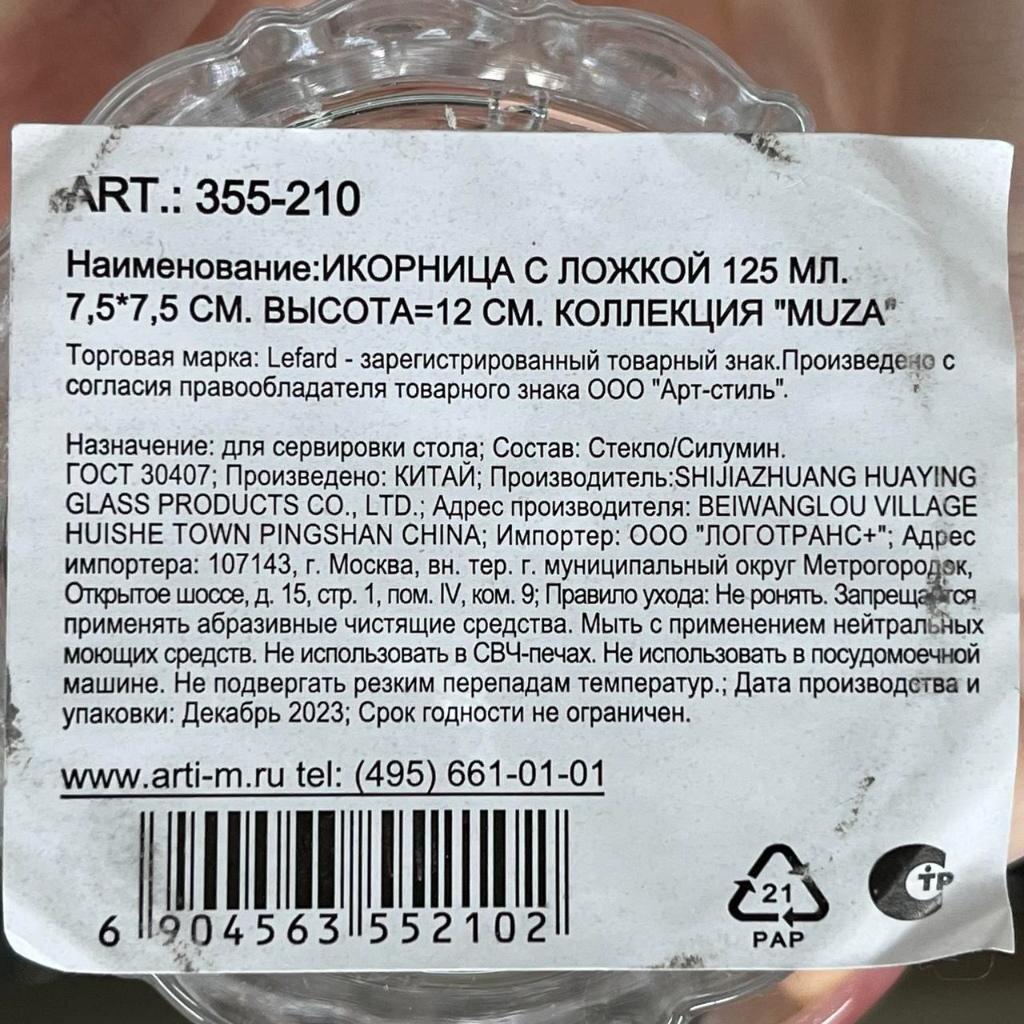 ART.: 355-210
Наименование:ИКОРНИЦА С ЛОЖКОЙ 125 МЛ.
7,5*7,5 СМ. ВЫСОТА=12 СМ. КОЛЛЕКЦИЯ "MUZA"
Торговая марка: Lefard - зарегистрированный товарный знак.Произведено с
согласия правообладателя товарного знака ООО "Арт-стиль".
Назначение: для сервировки стола; Состав: Стекло/Силумин.
ГОСТ 30407; Произведено: КИТАЙ; Производитель:SHIJIAZHUANG HUAYING
GLASS PRODUCTS CO., LTD.; Адрес производителя: BEIWANGLOU VILLAGE
HUISHE TOWN PINGSHAN CHINA; Импортер: ООО "ЛОГОТРАНС+"; Адрес
импортера: 107143, г. Москва, вн. тер. г. муниципальный округ Метрогородок,
Открытое шоссе, д. 15, стр. 1, пом. IV, ком. 9; Правило ухода: Не ронять. Запрещается
применять абразивные чистящие средства. Мыть с применением нейтральных
моющих средств. Не использовать в СВЧ-печах. Не использовать в посудомоечной
машине. Не подвергать резким перепадам температур.; Дата производства и
упаковки: Декабрь 2023; Срок годности не ограничен.
www.arti-m.ru tel: (495) 661-01-01
6 904563 552102
21
PAP
СТР